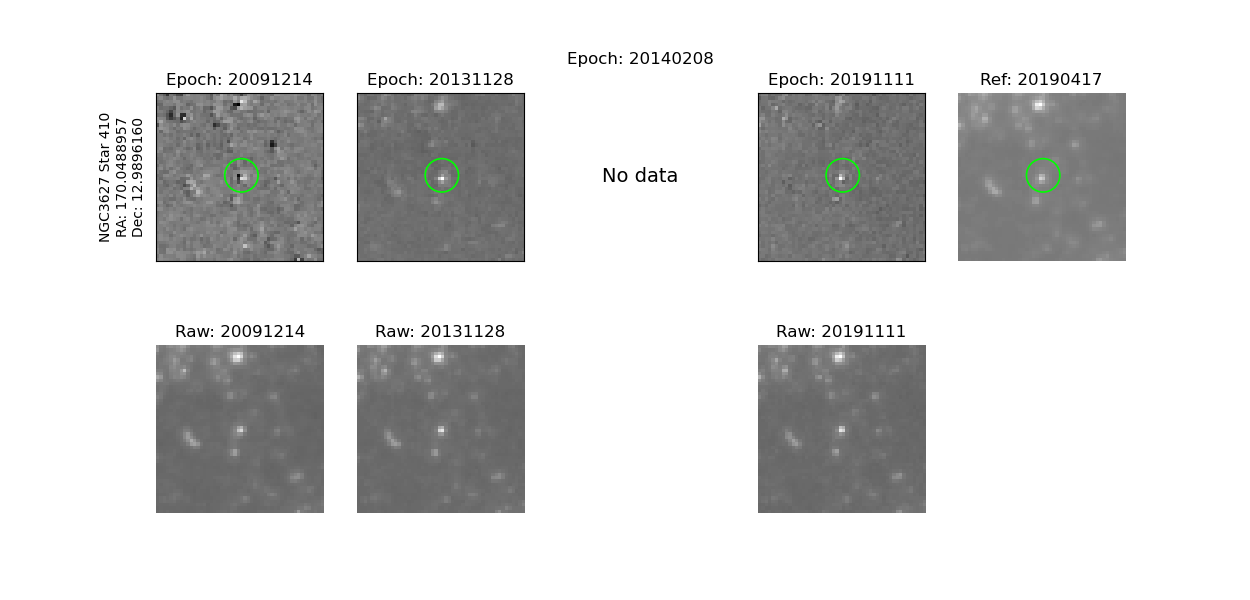 Epoch: 20140208
Epoch: 20091214
Epoch: 20131128
Epoch: 20191111
Ref: 20190417
NGC3627 Star 410
RA: 170.0488957
Dec: 12.9896160
No data
Raw: 20091214
Raw: 20131128
Raw: 20191111